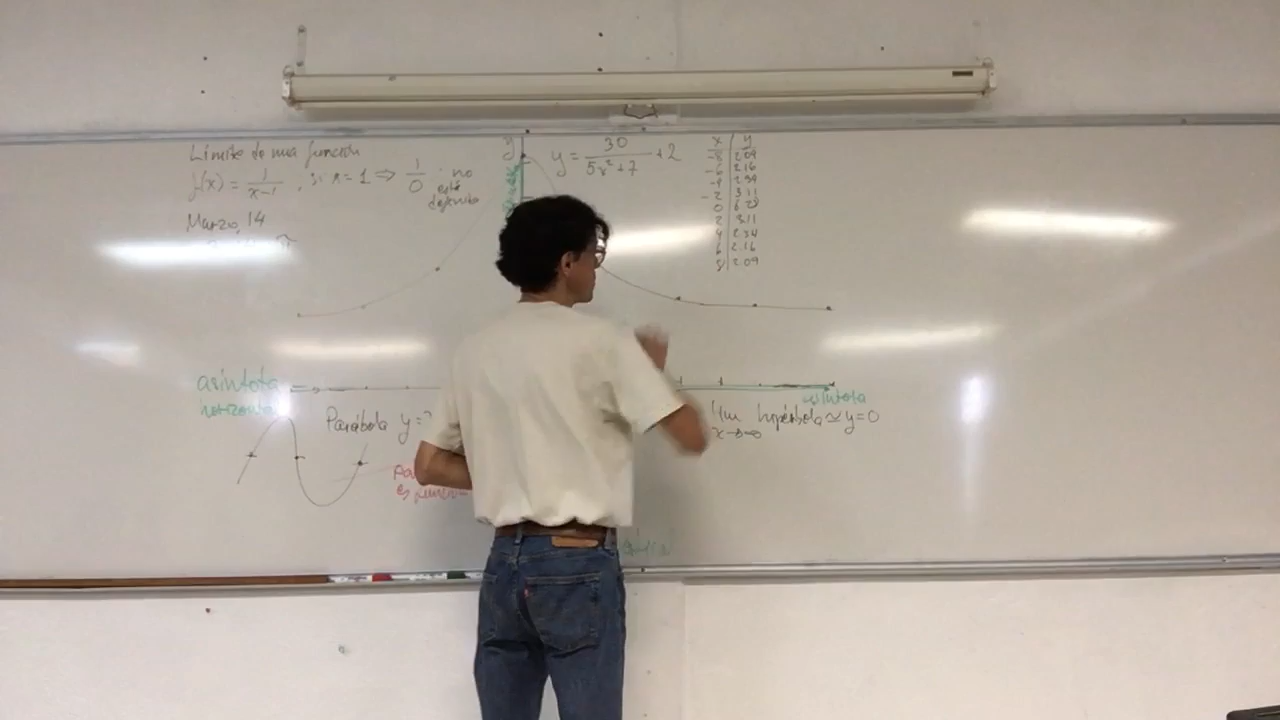 Límite de una función
f(x) = 1/(x-1) , si x = 1 ⇒ 1/0 no
está
definido
Marzo, 14
y
y = 30/(5x²+7) + 2
x | y
-8 | 2.09
-6 | 2.16
-4 | 2.34
-2 | 3.11
0 | 6.28
2 | 3.11
4 | 2.34
6 | 2.16
8 | 2.09
asíntota
horizontal
asíntota
Parábola y =
lim hipérbola ≃ y=0
x→∞